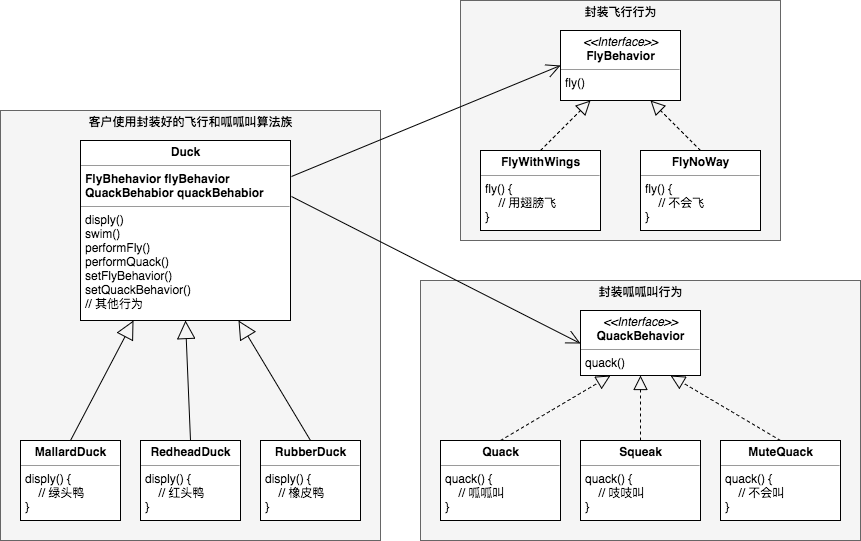 封装飞行行为
<<Interface>>
FlyBehavior
fly()
FlyWithWings
fly() {
// 用翅膀飞
}
FlyNoWay
fly() {
// 不会飞
}
客户使用封装好的飞行和呱呱叫算法族
Duck
FlyBhehavior flyBehavior
QuackBehabior quackBehabior
disply()
swim()
performFly()
performQuack()
setFlyBehavior()
setQuackBehavior()
// 其他行为
MallardDuck
disply() {
// 绿头鸭
}
RedheadDuck
disply() {
// 红头鸭
}
RubberDuck
disply() {
// 橡皮鸭
}
封装呱呱叫行为
<<Interface>>
QuackBehavior
quack()
Quack
quack() {
// 呱呱叫
}
Squeak
quack() {
// 吱吱叫
}
MuteQuack
quack() {
// 不会叫
}